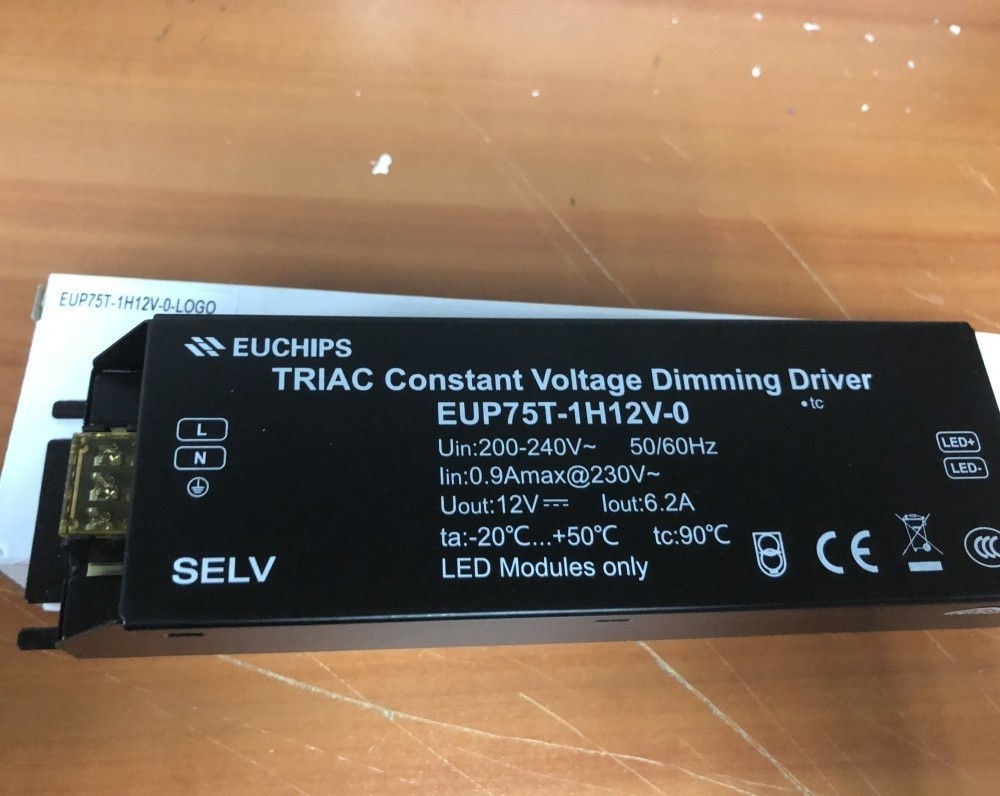 EUP75T-1H12V-0-LOGO
EUCHIPS
TRIAC Constant Voltage Dimming Driver
•tc
EUP75T-1H12V-0
L
N
Uin:200-240V~ 50/60Hz
Iin:0.9Amax@230V~
Uout:12V⎓ Iout:6.2A
ta:-20℃...+50℃ tc:90℃
LED Modules only
SELV
LED+
LED-
CE
CCC